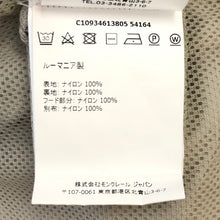 TEL.03-3486-2110
C10934613805 54164
ルーマニア製
表地: ナイロン 100%
裏地: ナイロン 100%
フード部分: ナイロン 100%
別布: ナイロン 100%
株式会社モンクレール ジャパン
〒107-0061 東京都港区北青山3-6-7